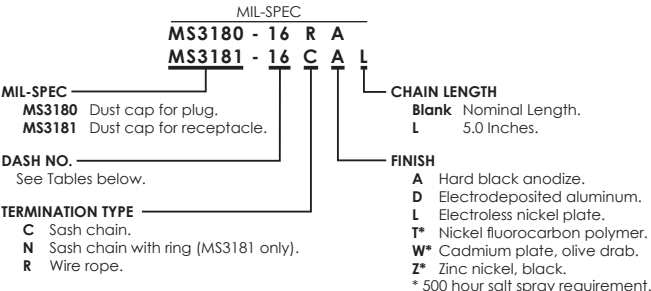 MIL-SPEC
MS3180 - 16 R A
MS3181 - 16 C A L
MIL-SPEC
MS3180 Dust cap for plug.
MS3181 Dust cap for receptacle.
DASH NO.
See Tables below.
TERMINATION TYPE
C Sash chain.
N Sash chain with ring (MS3181 only).
R Wire rope.
CHAIN LENGTH
Blank Nominal Length.
L 5.0 Inches.
FINISH
A Hard black anodize.
D Electrodeposited aluminum.
L Electroless nickel plate.
T* Nickel fluorocarbon polymer.
W* Cadmium plate, olive drab.
Z* Zinc nickel, black.
* 500 hour salt spray requirement.